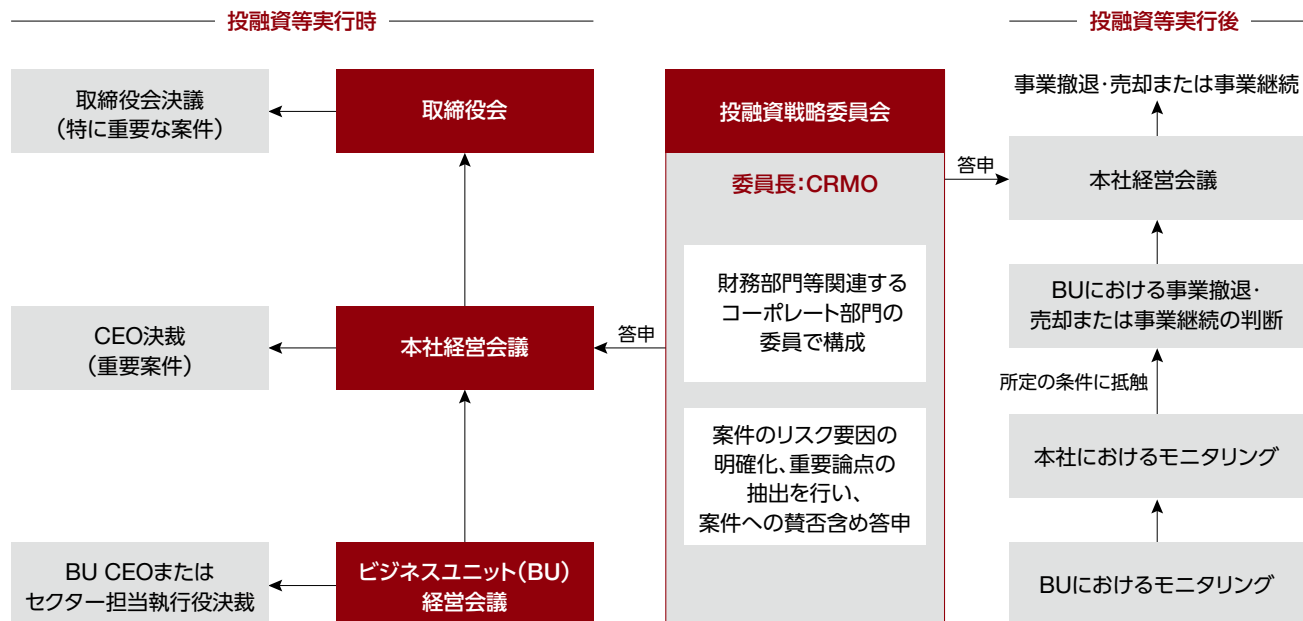 投融資等実行時
取締役会決議
（特に重要な案件）
取締役会
CEO決裁
（重要案件）
本社経営会議
BU CEOまたは
セクター担当執行役決裁
ビジネスユニット（BU）
経営会議
答申
投融資戦略委員会
委員長：CRMO
財務部門等関連する
コーポレート部門の
委員で構成
案件のリスク要因の
明確化、重要論点の
抽出を行い、
案件への賛否含め答申
答申
投融資等実行後
事業撤退・売却または事業継続
本社経営会議
BUにおける事業撤退・
売却または事業継続の判断
所定の条件に抵触
本社におけるモニタリング
BUにおけるモニタリング